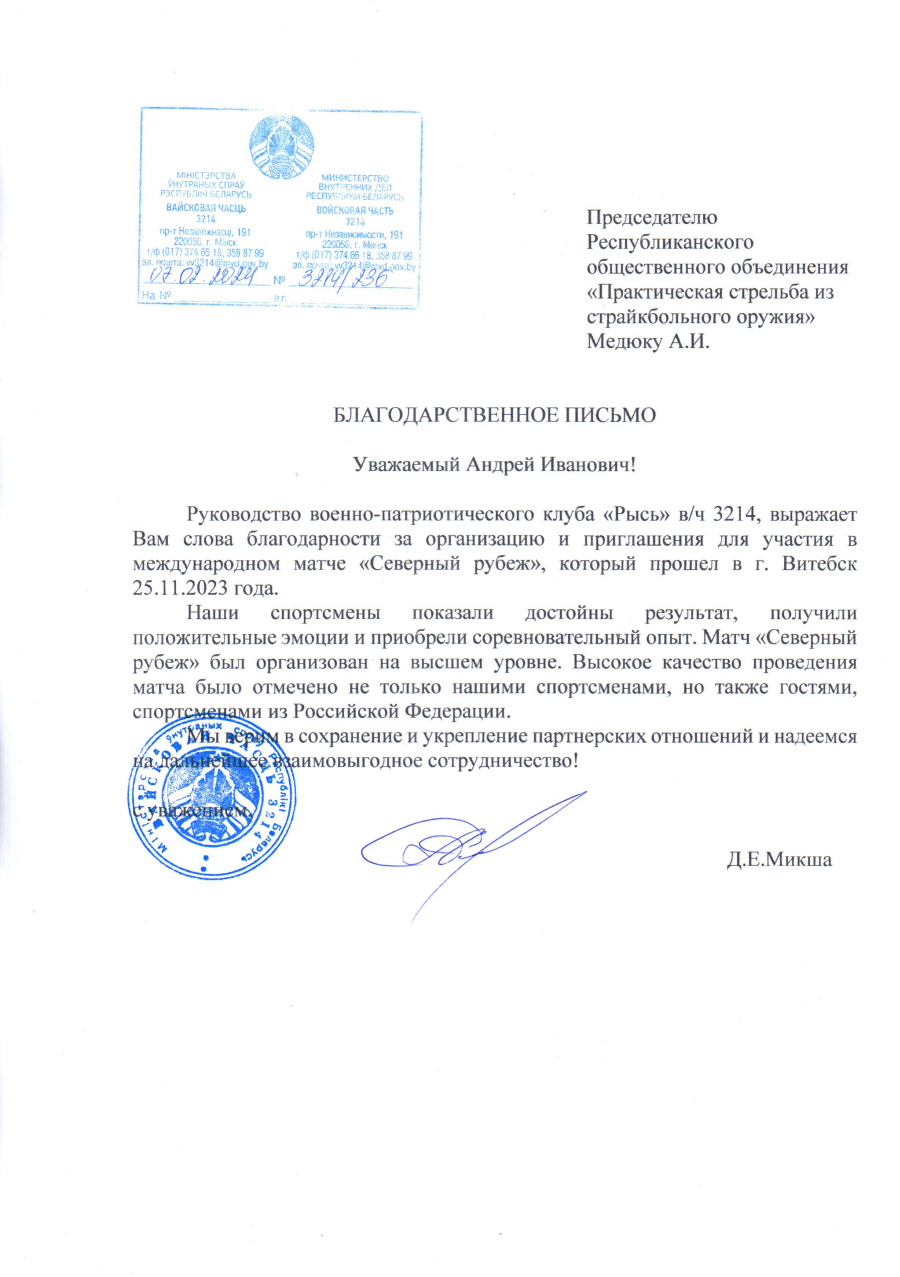 МІНІСТЭРСТВА
ЎНУТРАНЫХ СПРАЎ
РЭСПУБЛІКІ БЕЛАРУСЬ
ВАЙСКОВАЯ ЧАСЦЬ
3214
пр-т Незалежнасці, 191
220056, г. Мінск
т/ф (017) 374 66 18, 358 87 99
эл. пошта: vv3214@mvd.gov.by
МИНИСТЕРСТВО
ВНУТРЕННИХ ДЕЛ
РЕСПУБЛИКИ БЕЛАРУСЬ
ВОЙСКОВАЯ ЧАСТЬ
3214
пр-т Независимости, 191
220056, г. Минск
т/ф (017) 374 66 18, 358 87 99
эл. почта: vv3214@mvd.gov.by
07.02.2024 № 3214/236
На № ад
Председателю
Республиканского
общественного объединения
«Практическая стрельба из
страйкбольного оружия»
Медюку А.И.
БЛАГОДАРСТВЕННОЕ ПИСЬМО
Уважаемый Андрей Иванович!
Руководство военно-патриотического клуба «Рысь» в/ч 3214, выражает
Вам слова благодарности за организацию и приглашения для участия в
международном матче «Северный рубеж», который прошел в г. Витебск
25.11.2023 года.
Наши спортсмены показали достойны результат, получили
положительные эмоции и приобрели соревновательный опыт. Матч «Северный
рубеж» был организован на высшем уровне. Высокое качество проведения
матча было отмечено не только нашими спортсменами, но также гостями,
спортсменами из Российской Федерации.
Мы верим в сохранение и укрепление партнерских отношений и надеемся
на дальнейшее взаимовыгодное сотрудничество!
с уважением,
Міністэрства ўнутраных спраў Рэспублікі Беларусь
ВАЙСКОВАЯ ЧАСЦЬ 3214
Д.Е.Микша